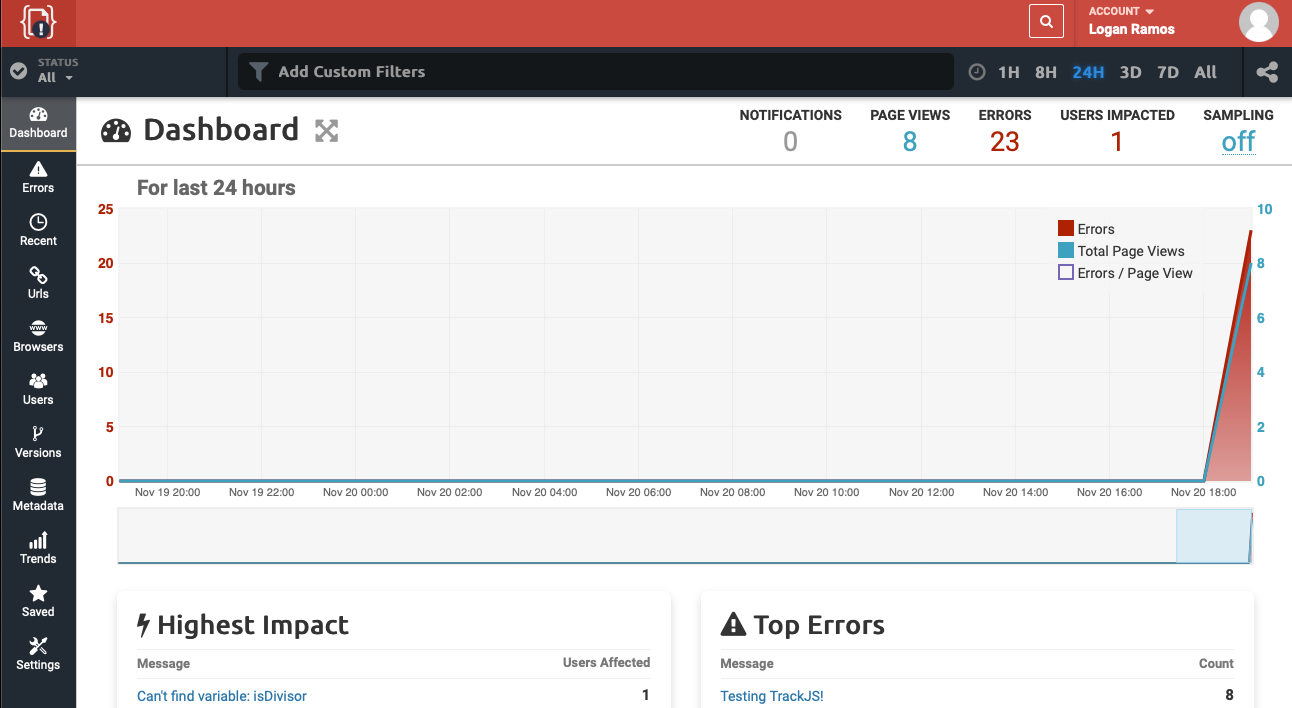 ACCOUNT
Logan Ramos
STATUS
All
Add Custom Filters
1H 8H 24H 3D 7D All
Dashboard
Errors
Recent
Urls
www
Browsers
Users
Versions
Metadata
Trends
Saved
Settings
Dashboard
NOTIFICATIONS PAGE VIEWS ERRORS USERS IMPACTED SAMPLING
0 8 23 1 off
For last 24 hours
25
20
15
10
5
0
10
8
6
4
2
0
Errors
Total Page Views
Errors / Page View
Nov 19 20:00 Nov 19 22:00 Nov 20 00:00 Nov 20 02:00 Nov 20 04:00 Nov 20 06:00 Nov 20 08:00 Nov 20 10:00 Nov 20 12:00 Nov 20 14:00 Nov 20 16:00 Nov 20 18:00
Highest Impact
Message Users Affected
Can't find variable: isDivisor 1
Top Errors
Message Count
Testing TrackJS! 8